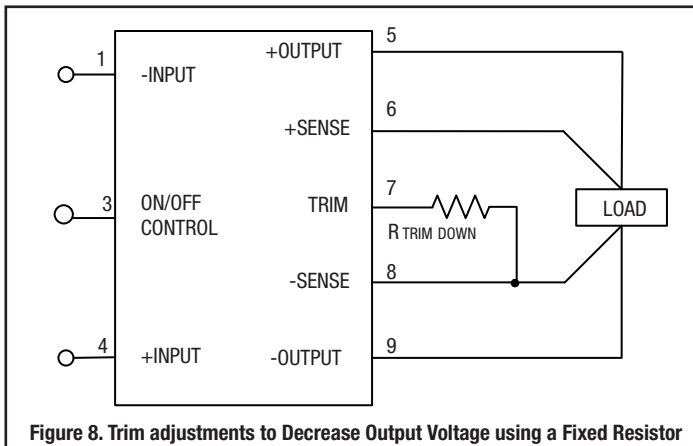 +OUTPUT
5
1
-INPUT
6
+SENSE
3
ON/OFF
CONTROL
TRIM
7
LOAD
R TRIM DOWN
8
-SENSE
4
+INPUT
-OUTPUT
9
Figure 8. Trim adjustments to Decrease Output Voltage using a Fixed Resistor